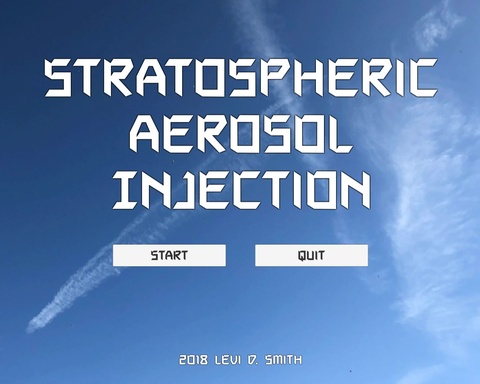 STRATOSPHERIC
AEROSOL
INJECTION
START QUIT
2018 LEVI D. SMITH